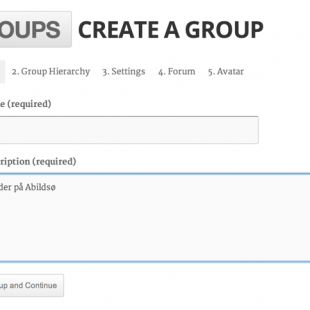 OUPS CREATE A GROUP
2. Group Hierarchy 3. Settings 4. Forum 5. Avatar
e (required)
ription (required)
der på Abildsø
up and Continue